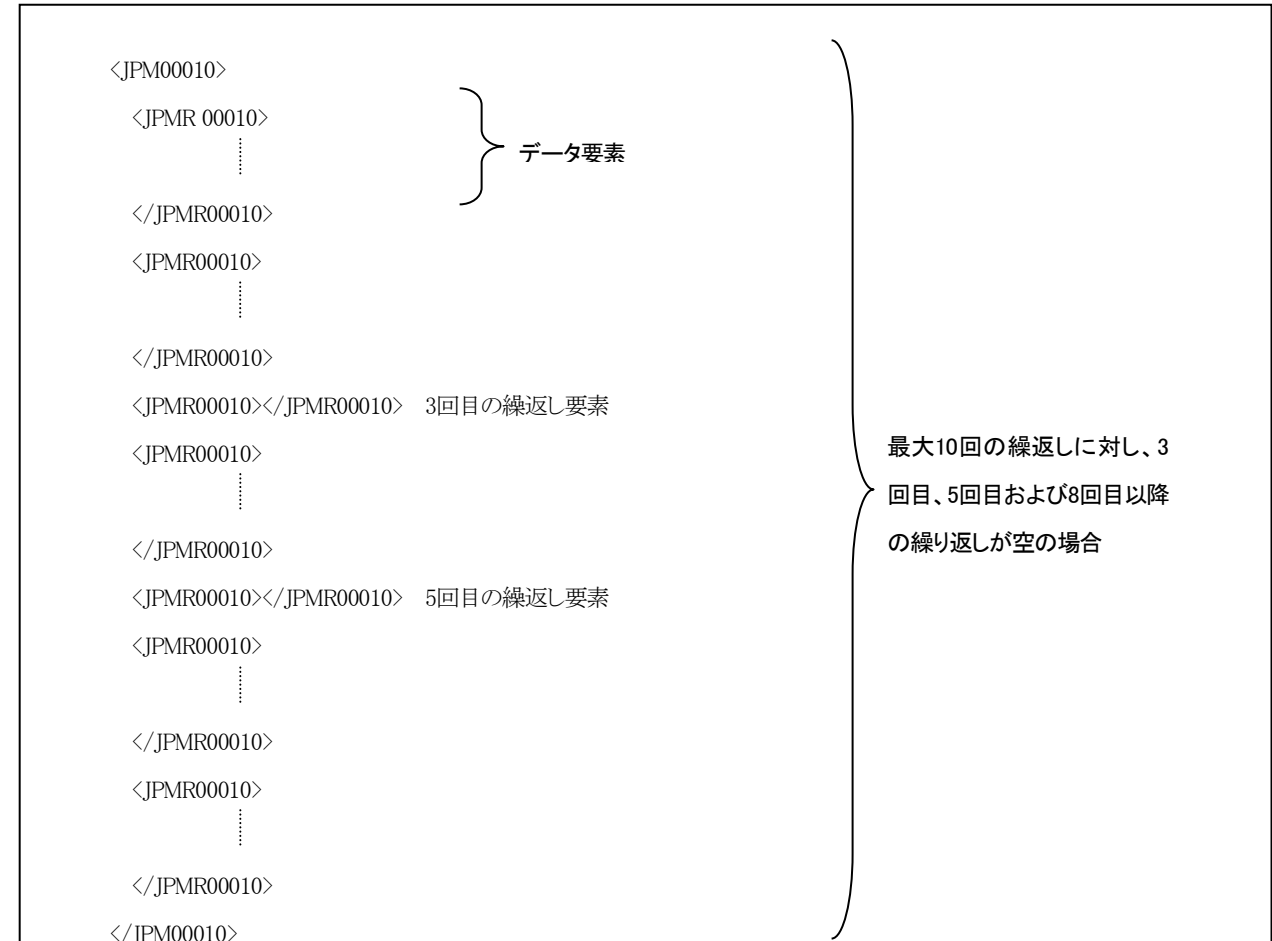 <JPM00010>
<JPMR 00010>
データ要素
</JPMR00010>
<JPMR00010>
</JPMR00010>
<JPMR00010></JPMR00010> 3回目の繰返し要素
<JPMR00010>
</JPMR00010>
<JPMR00010></JPMR00010> 5回目の繰返し要素
<JPMR00010>
</JPMR00010>
<JPMR00010>
</JPMR00010>
</JPM00010>
最大10回の繰返しに対し、3
回目、5回目および8回目以降
の繰り返しが空の場合